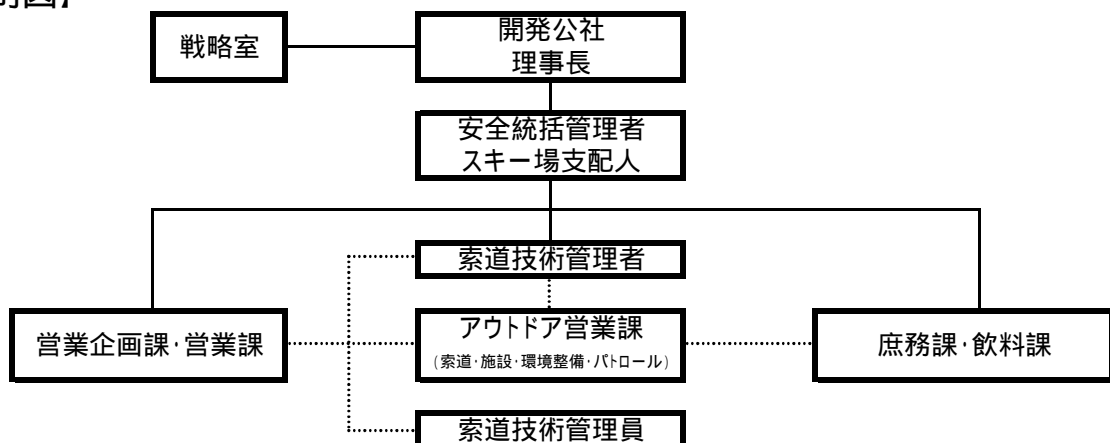 制図】
戦略室
開発公社
理事長
安全統括管理者
スキー場支配人
索道技術管理者
営業企画課・営業課
アウトドア営業課
(索道・施設・環境整備・パトロール)
庶務課・飲料課
索道技術管理員